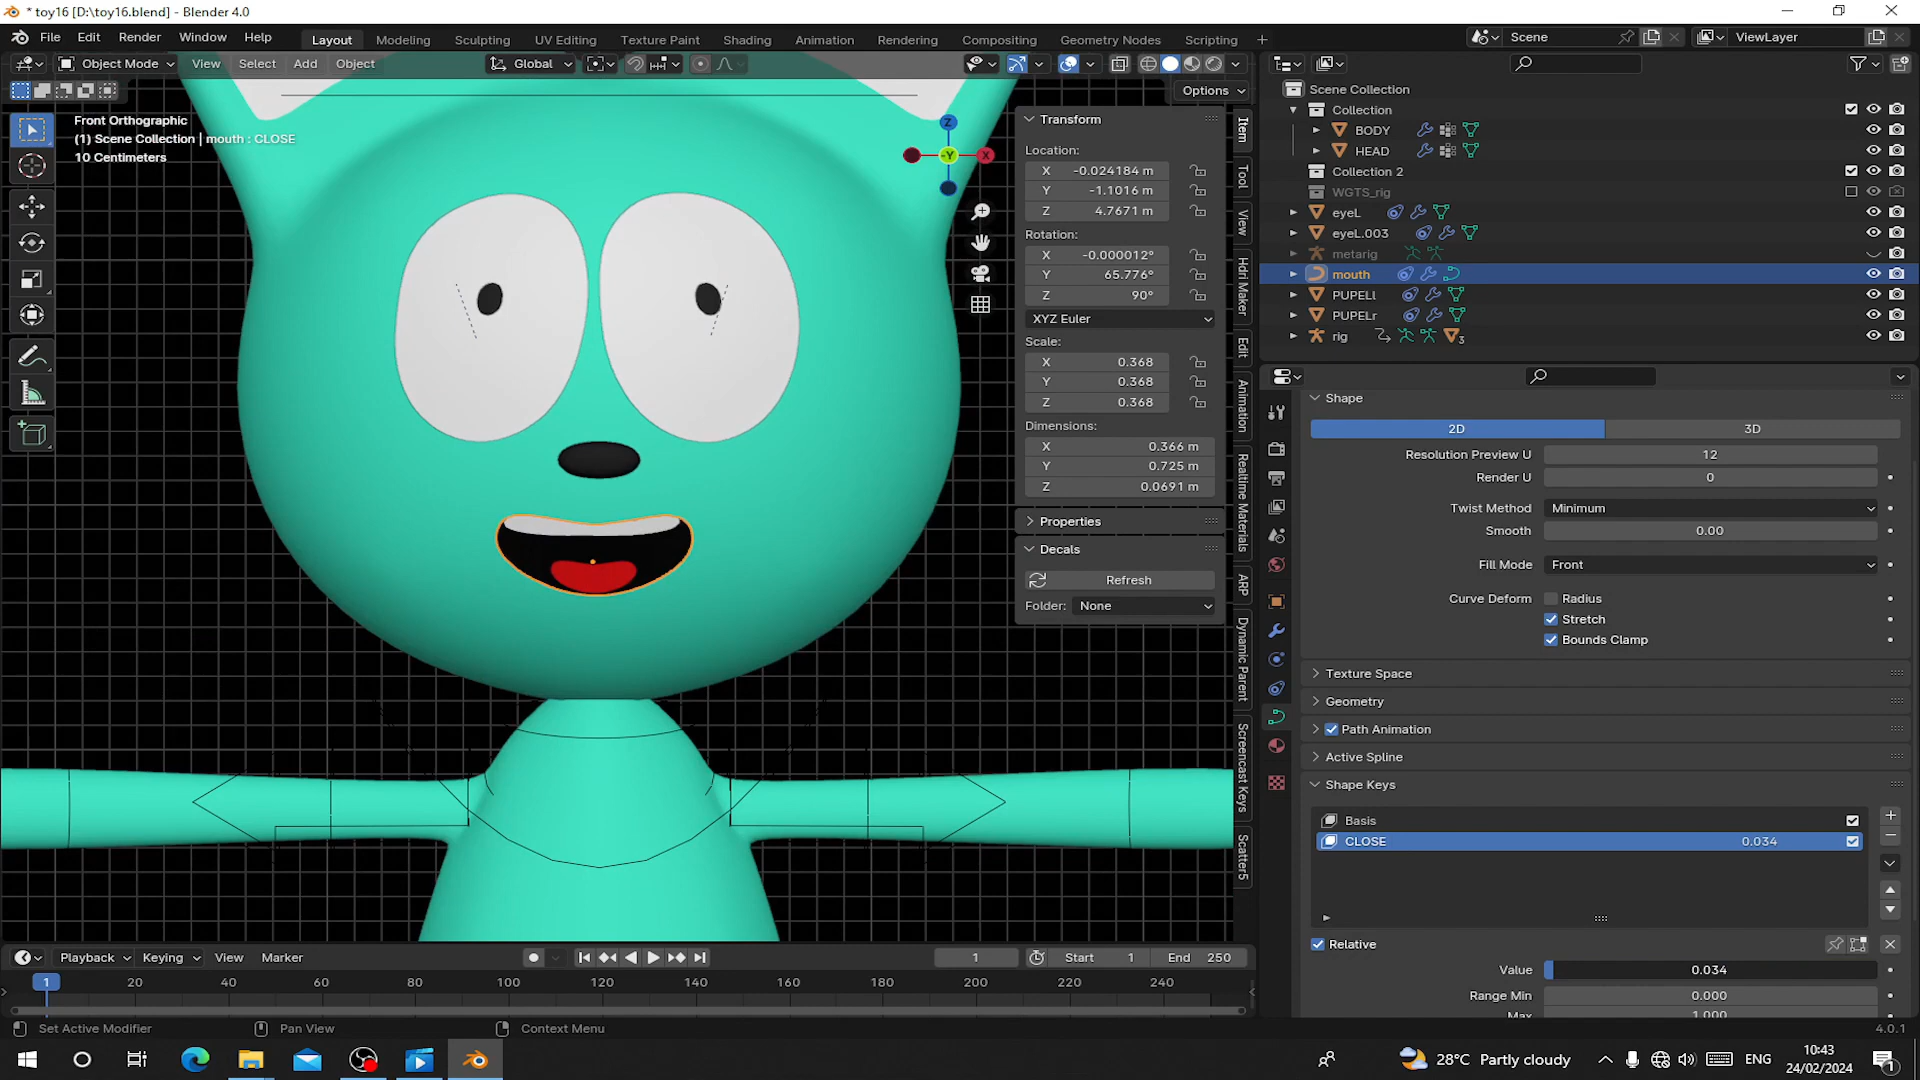 * toy16 [D:\toy16.blend] - Blender 4.0
File Edit Render Window Help
Layout Modeling Sculpting UV Editing Texture Paint Shading Animation Rendering Compositing Geometry Nodes Scripting
Scene ViewLayer
Object Mode View Select Add Object Global
Options
Front Orthographic
(1) Scene Collection | mouth : CLOSE
10 Centimeters
Z
-Y
X
Transform
Location:
X -0.024184 m
Y -1.1016 m
Z 4.7671 m
Rotation:
X -0.000012°
Y 65.776°
Z 90°
XYZ Euler
Scale:
X 0.368
Y 0.368
Z 0.368
Dimensions:
X 0.366 m
Y 0.725 m
Z 0.0691 m
Properties
Decals
Refresh
Folder: None
Item
Tool
View
Hdri Maker
Edit
Animation
Realtime Materials
ARP
Dynamic Parent
Screencast Keys
Scatter5
Scene Collection
Collection
BODY
HEAD
Collection 2
WGTS_rig
eyeL
eyeL.003
metarig
mouth
PUPELl
PUPELr
rig 3
Shape
2D 3D
Resolution Preview U 12
Render U 0
Twist Method Minimum
Smooth 0.00
Fill Mode Front
Curve Deform Radius
Stretch
Bounds Clamp
Texture Space
Geometry
Path Animation
Active Spline
Shape Keys
Basis
CLOSE 0.034
Relative
Value 0.034
Range Min 0.000
Max 1.000
Playback Keying View Marker
1 Start 1 End 250
1 20 40 60 80 100 120 140 160 180 200 220 240
Set Active Modifier Pan View Context Menu
4.0.1
28°C Partly cloudy
ENG
10:43
24/02/2024
1